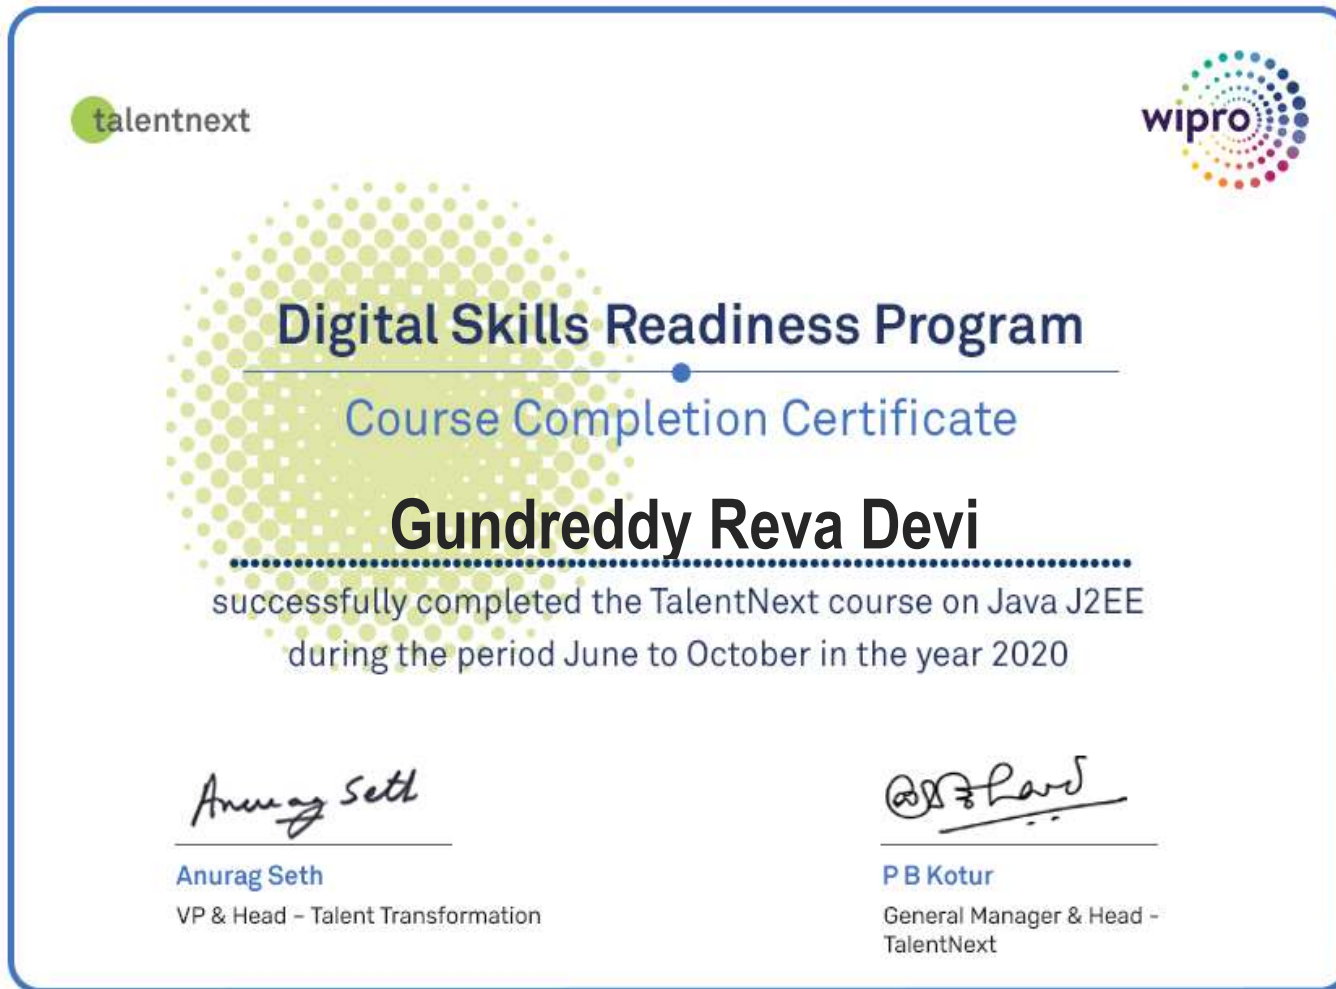 talentnext
wipro
Digital Skills Readiness Program
Course Completion Certificate
Gundreddy Reva Devi
successfully completed the TalentNext course on Java J2EE
during the period June to October in the year 2020
Anurag Seth
Anurag Seth
VP & Head – Talent Transformation
P B Kotur
General Manager & Head -
TalentNext